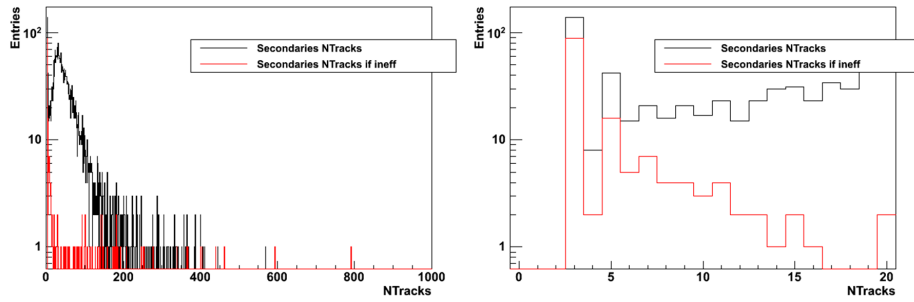 Entries
10²
10
1
Secondaries NTracks
Secondaries NTracks if ineff
0 200 400 600 800 1000
NTracks
Entries
10²
10
1
Secondaries NTracks
Secondaries NTracks if ineff
0 5 10 15 20
NTracks